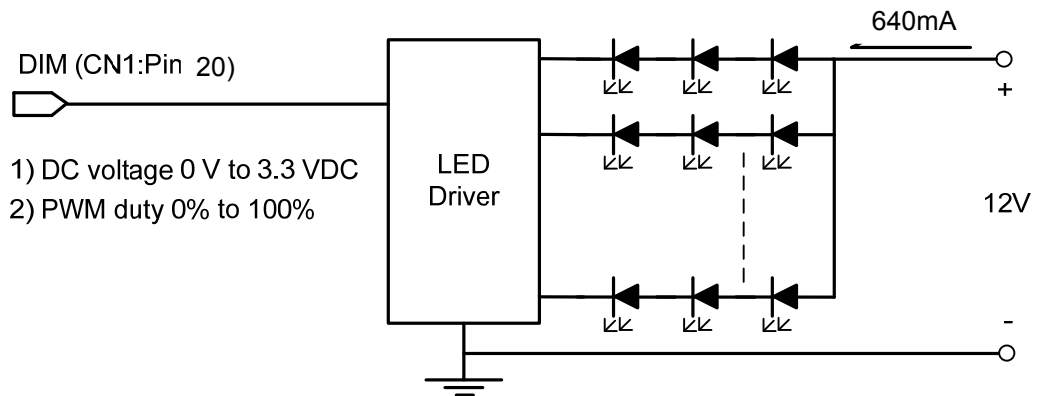 640mA
DIM (CN1:Pin 20)
+
1) DC voltage 0 V to 3.3 VDC
2) PWM duty 0% to 100%
LED
Driver
12V
-